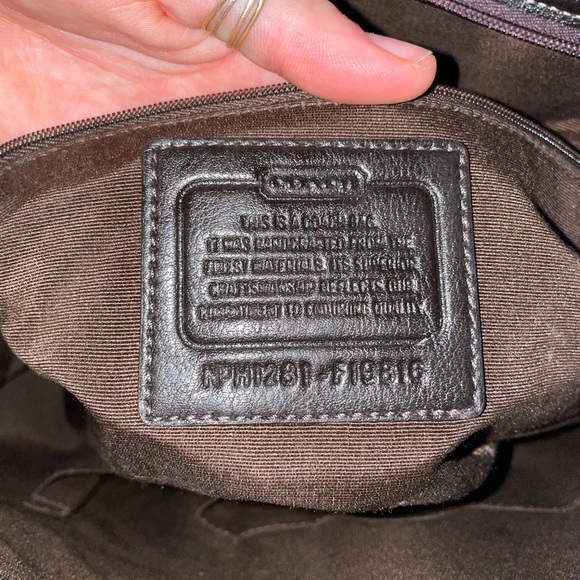 COACH
THIS IS A COACH BAG.
IT WAS HANDCRAFTED FROM THE
FINEST MATERIALS. ITS SUPERIOR
CRAFTSMANSHIP REFLECTS OUR
COMMITMENT TO ENDURING QUALITY.
-F19816